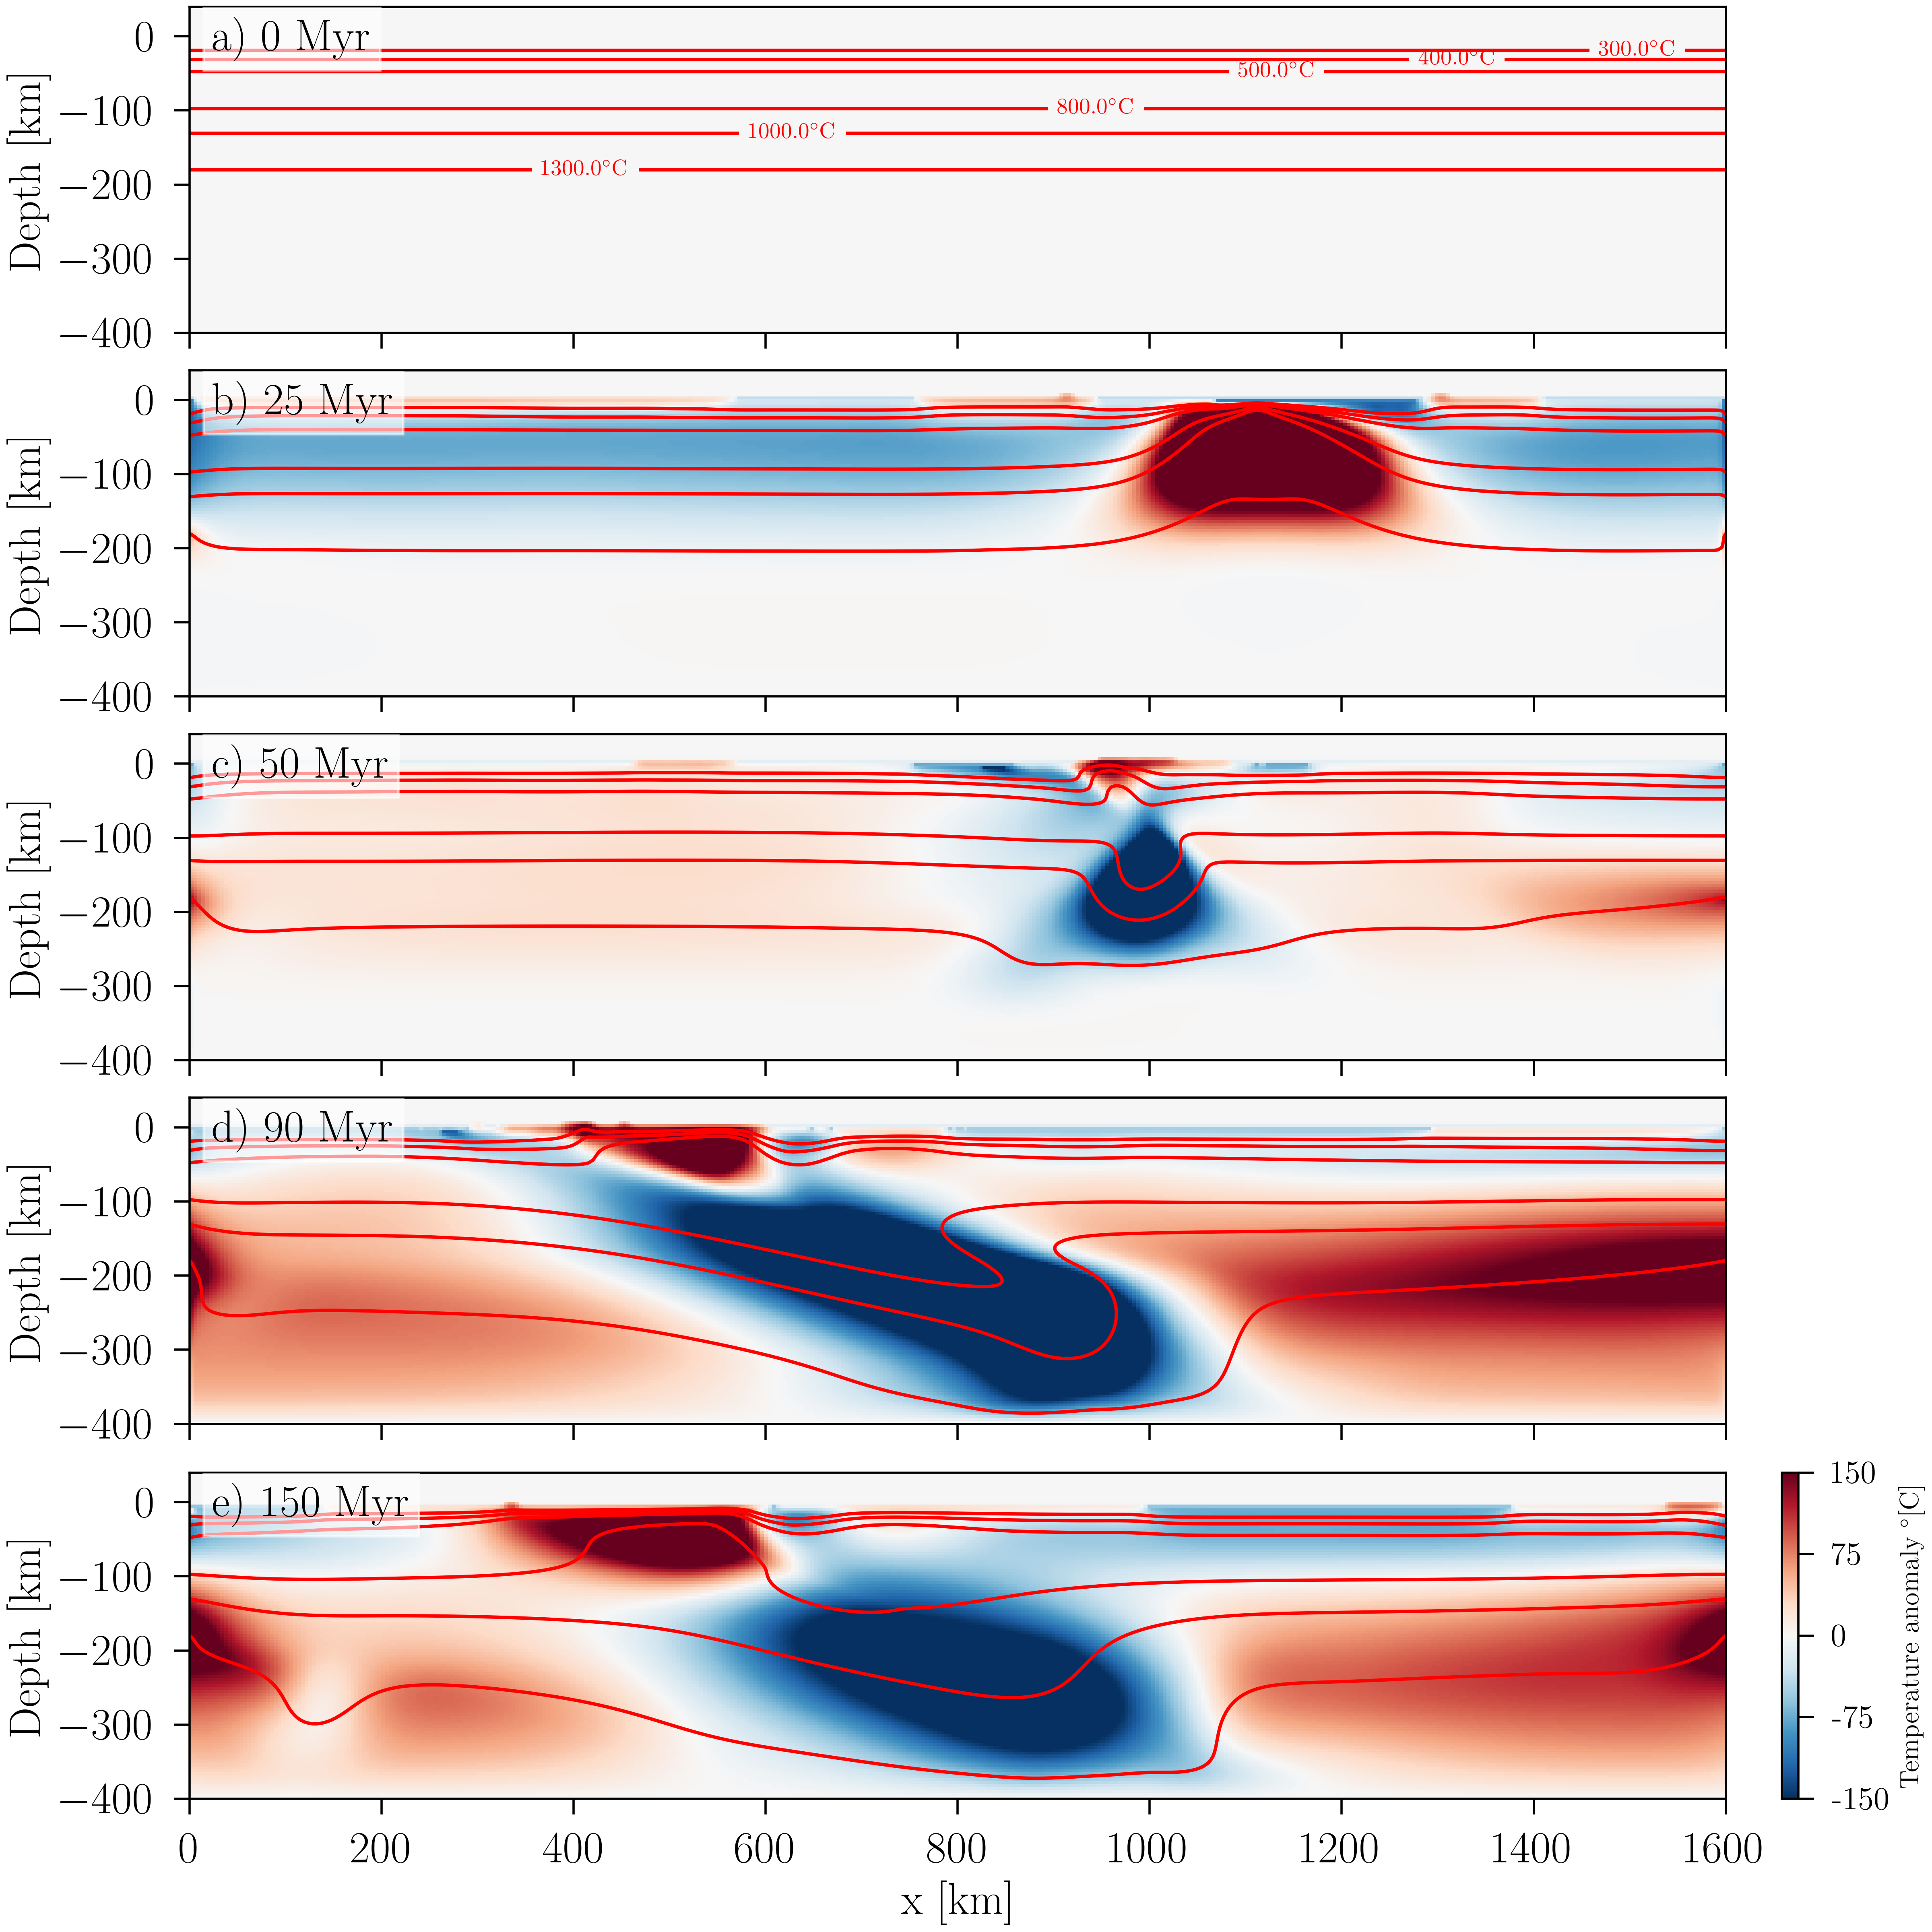 a) 0 Myr
0
−100
−200
−300
−400
Depth [km]
300.0°C
400.0°C
500.0°C
800.0°C
1000.0°C
1300.0°C
b) 25 Myr
0
−100
−200
−300
−400
Depth [km]
c) 50 Myr
0
−100
−200
−300
−400
Depth [km]
d) 90 Myr
0
−100
−200
−300
−400
Depth [km]
e) 150 Myr
0
−100
−200
−300
−400
Depth [km]
0 200 400 600 800 1000 1200 1400 1600
x [km]
150
75
0
-75
-150
Temperature anomaly °[C]